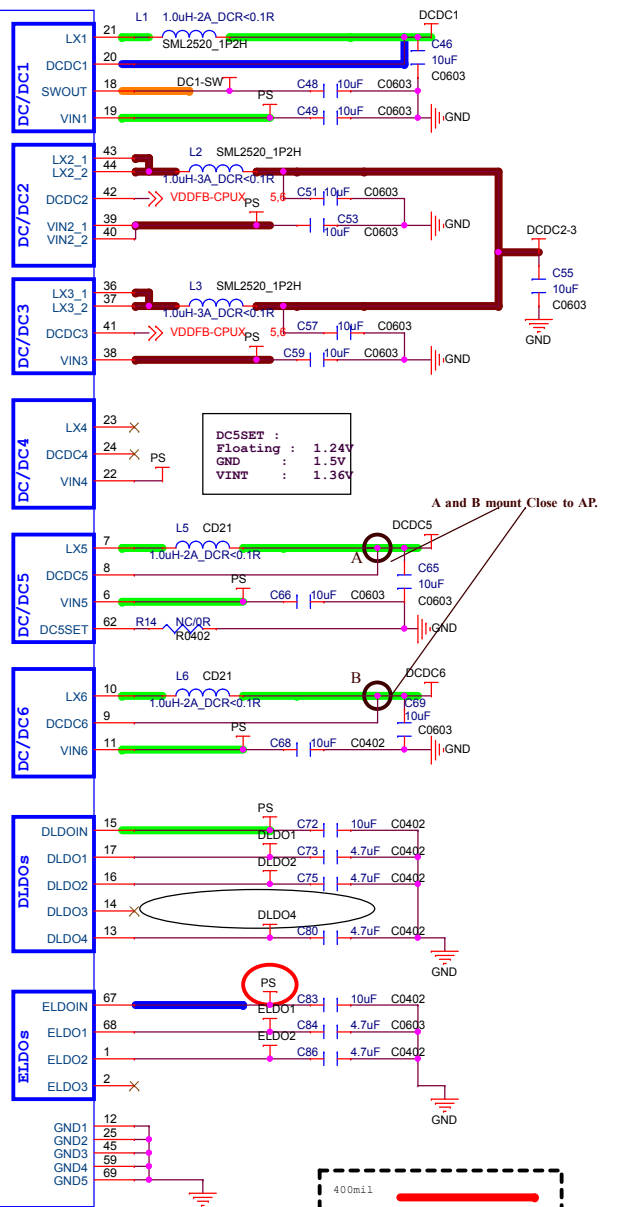 L1 1.0uH-2A_DCR<0.1R DCDC1
21
LX1 SML2520_1P2H C46
20
DCDC1 10uF
C0603
DC/DC1
18 DC1-SW
SWOUT PS C48 10uF C0603
19
VIN1 C49 10uF C0603 GND
43
LX2_1 L2 SML2520_1P2H
44
LX2_2 1.0uH-3A_DCR<0.1R
DC/DC2
42
DCDC2 VDDFB-CPUX 5,6 C51 10uF C0603
PS
39
VIN2_1 C53 GND
40
VIN2_2 10uF C0603
DCDC2-3
C55
10uF
C0603
GND
36
LX3_1 L3 SML2520_1P2H
37
LX3_2 1.0uH-3A_DCR<0.1R
DC/DC3
41
DCDC3 VDDFB-CPUX 5,6 C57 10uF C0603
PS
38
VIN3 C59 10uF C0603 GND
23
LX4
DC/DC4
24
DCDC4 PS
22
VIN4
DC5SET :
Floating : 1.24V
GND : 1.5V
VINT : 1.36V
A and B mount Close to AP.
7 L5 CD21 DCDC5
LX5 1.0uH-2A_DCR<0.1R A
8
DCDC5 C65
10uF
DC/DC5
PS
6
VIN5 C66 10uF C0603 C0603
62 R14 NC/0R
DC5SET R0402 GND
10 L6 CD21 B DCDC6
LX6 1.0uH-2A_DCR<0.1R C69
9 10uF
DCDC6 C0603
DC/DC6
PS
11
VIN6 C68 10uF C0402 GND
PS
15
DLDOIN C72 10uF C0402
DLDO1
17
DLDO1 C73 4.7uF C0402
DLDO2
DLDOs
16
DLDO2 C75 4.7uF C0402
14
DLDO3 DLDO4
13
DLDO4 C80 4.7uF C0402
GND
PS
67
ELDOIN C83 10uF C0402
ELDO1
68
ELDO1 C84 4.7uF C0603
ELDO2
ELDOs
1
ELDO2 C86 4.7uF C0402
2
ELDO3
GND
12
GND1
25
GND2
45
GND3
59
GND4
69
GND5
400mil